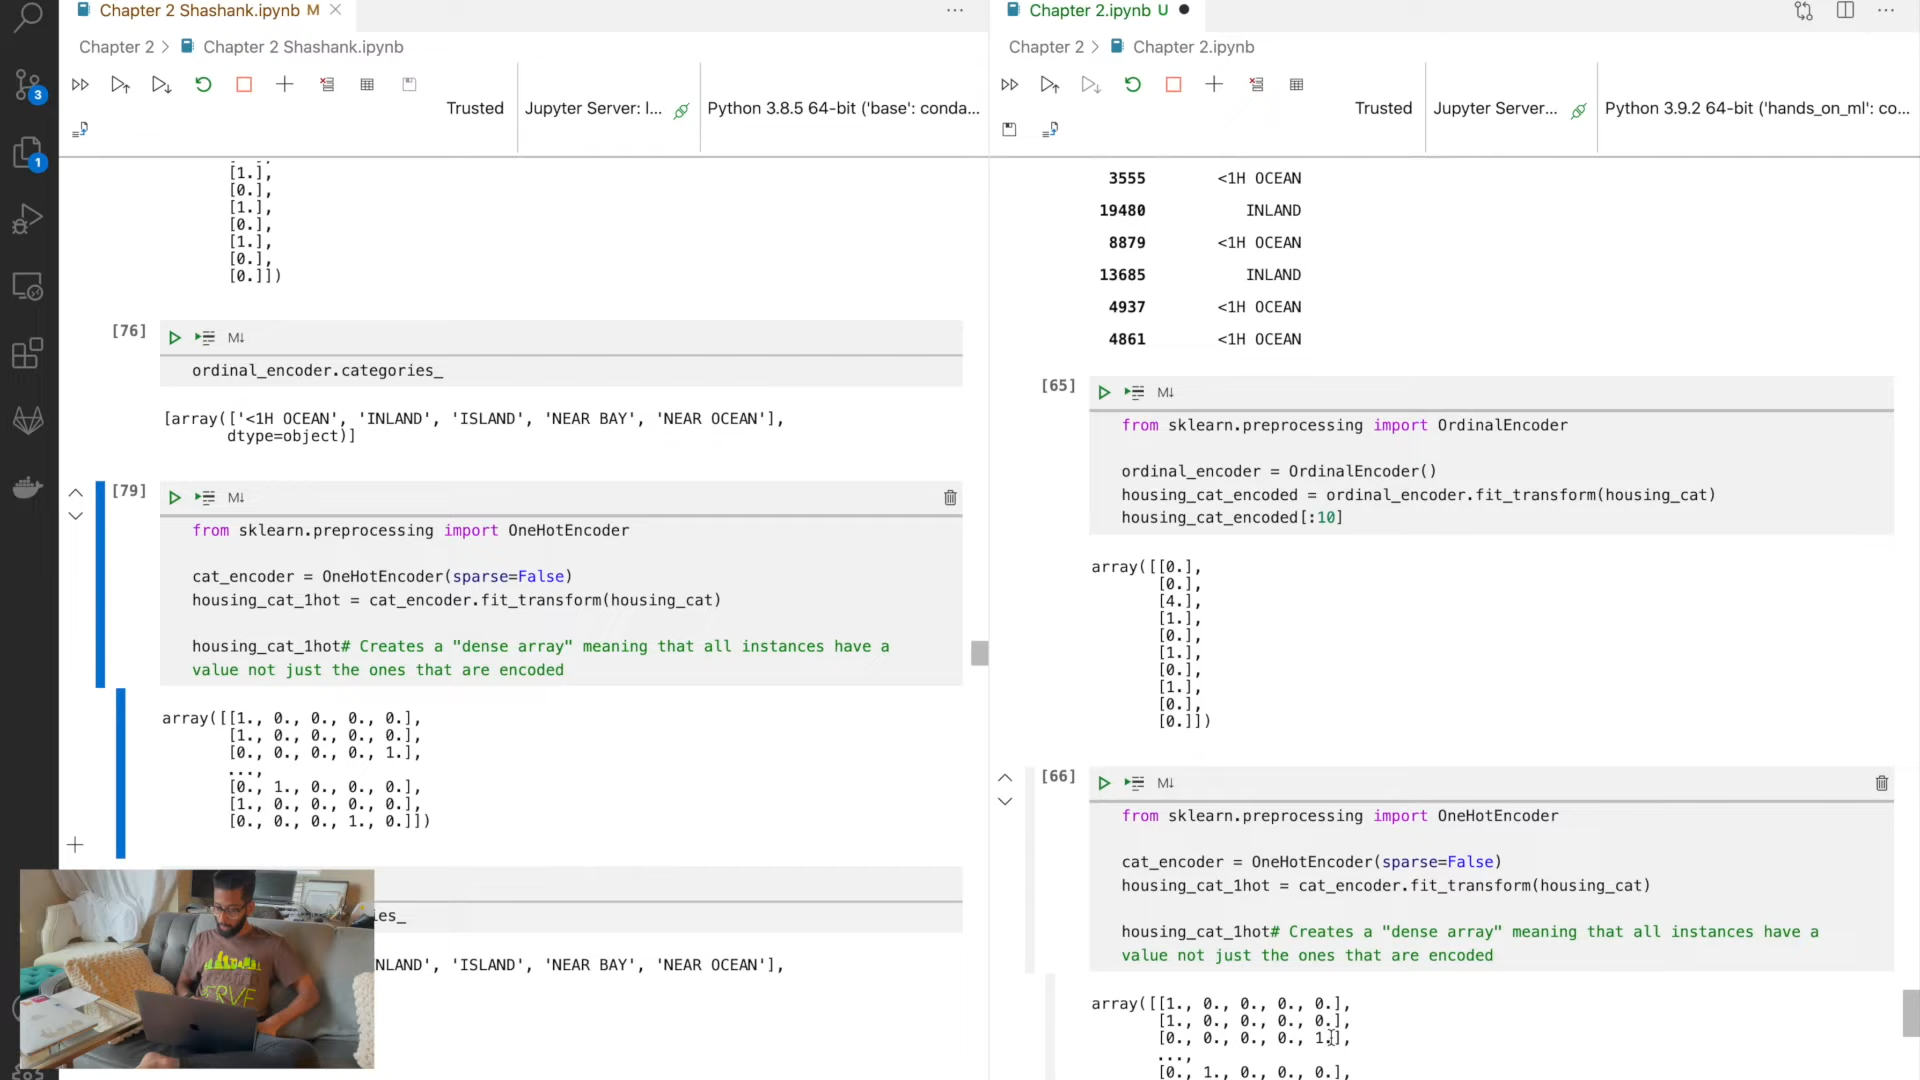 Chapter 2 Shashank.ipynb M
Chapter 2 > Chapter 2 Shashank.ipynb
Trusted
Jupyter Server: l...
Python 3.8.5 64-bit ('base': conda...
3
1
[1.],
[0.],
[1.],
[0.],
[1.],
[0.],
[0.]])
[76]
M↓
ordinal_encoder.categories_
[array(['<1H OCEAN', 'INLAND', 'ISLAND', 'NEAR BAY', 'NEAR OCEAN'],
dtype=object)]
[79]
M↓
from sklearn.preprocessing import OneHotEncoder
cat_encoder = OneHotEncoder(sparse=False)
housing_cat_1hot = cat_encoder.fit_transform(housing_cat)
housing_cat_1hot# Creates a "dense array" meaning that all instances have a
value not just the ones that are encoded
array([[1., 0., 0., 0., 0.],
[1., 0., 0., 0., 0.],
[0., 0., 0., 0., 1.],
...,
[0., 1., 0., 0., 0.],
[1., 0., 0., 0., 0.],
[0., 0., 0., 1., 0.]])
ies_
NLAND', 'ISLAND', 'NEAR BAY', 'NEAR OCEAN'],
Chapter 2.ipynb U
Chapter 2 > Chapter 2.ipynb
Trusted
Jupyter Server...
Python 3.9.2 64-bit ('hands_on_ml': co...
3555 <1H OCEAN
19480 INLAND
8879 <1H OCEAN
13685 INLAND
4937 <1H OCEAN
4861 <1H OCEAN
[65]
M↓
from sklearn.preprocessing import OrdinalEncoder
ordinal_encoder = OrdinalEncoder()
housing_cat_encoded = ordinal_encoder.fit_transform(housing_cat)
housing_cat_encoded[:10]
array([[0.],
[0.],
[4.],
[1.],
[0.],
[1.],
[0.],
[1.],
[0.],
[0.]])
[66]
M↓
from sklearn.preprocessing import OneHotEncoder
cat_encoder = OneHotEncoder(sparse=False)
housing_cat_1hot = cat_encoder.fit_transform(housing_cat)
housing_cat_1hot# Creates a "dense array" meaning that all instances have a
value not just the ones that are encoded
array([[1., 0., 0., 0., 0.],
[1., 0., 0., 0., 0.],
[0., 0., 0., 0., 1.],
...,
[0., 1., 0., 0., 0.],